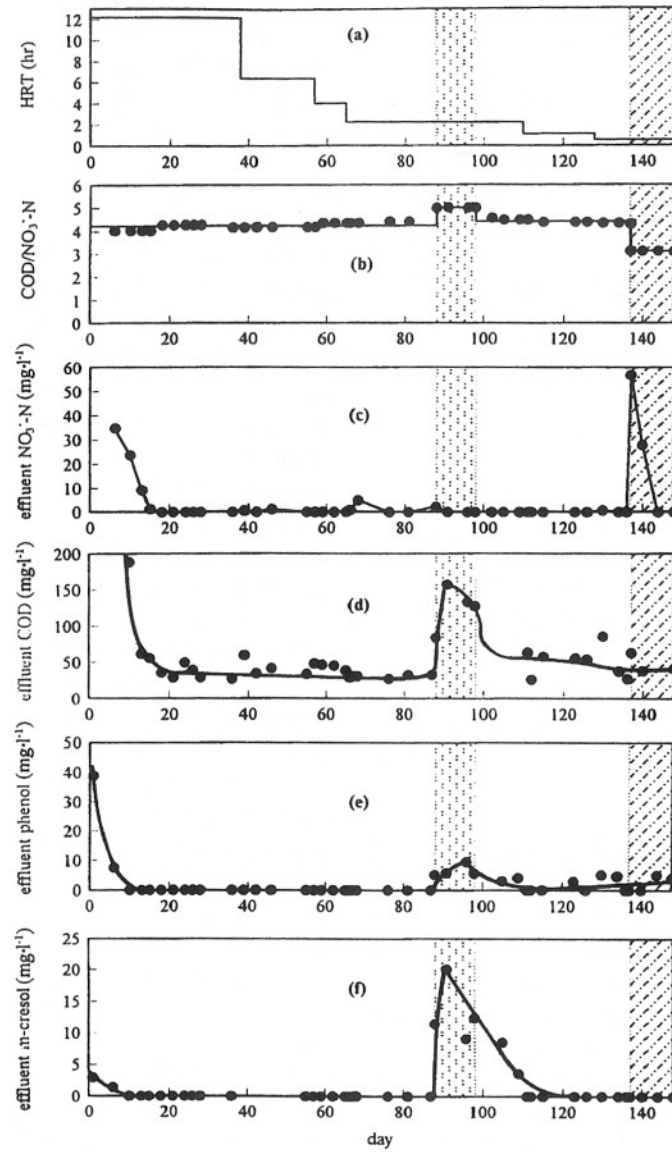 HRT (hr)
12
10
8
6
4
2
0
(a)
0 20 40 60 80 100 120 140
COD/NO₃⁻-N
6
5
4
3
2
1
0
(b)
0 20 40 60 80 100 120 140
effluent NO₃⁻-N (mg·l⁻¹)
60
50
40
30
20
10
0
(c)
0 20 40 60 80 100 120 140
effluent COD (mg·l⁻¹)
200
150
100
50
0
(d)
0 20 40 60 80 100 120 140
effluent phenol (mg·l⁻¹)
50
40
30
20
10
0
(e)
0 20 40 60 80 100 120 140
effluent m-cresol (mg·l⁻¹)
25
20
15
10
5
0
(f)
0 20 40 60 80 100 120 140
day